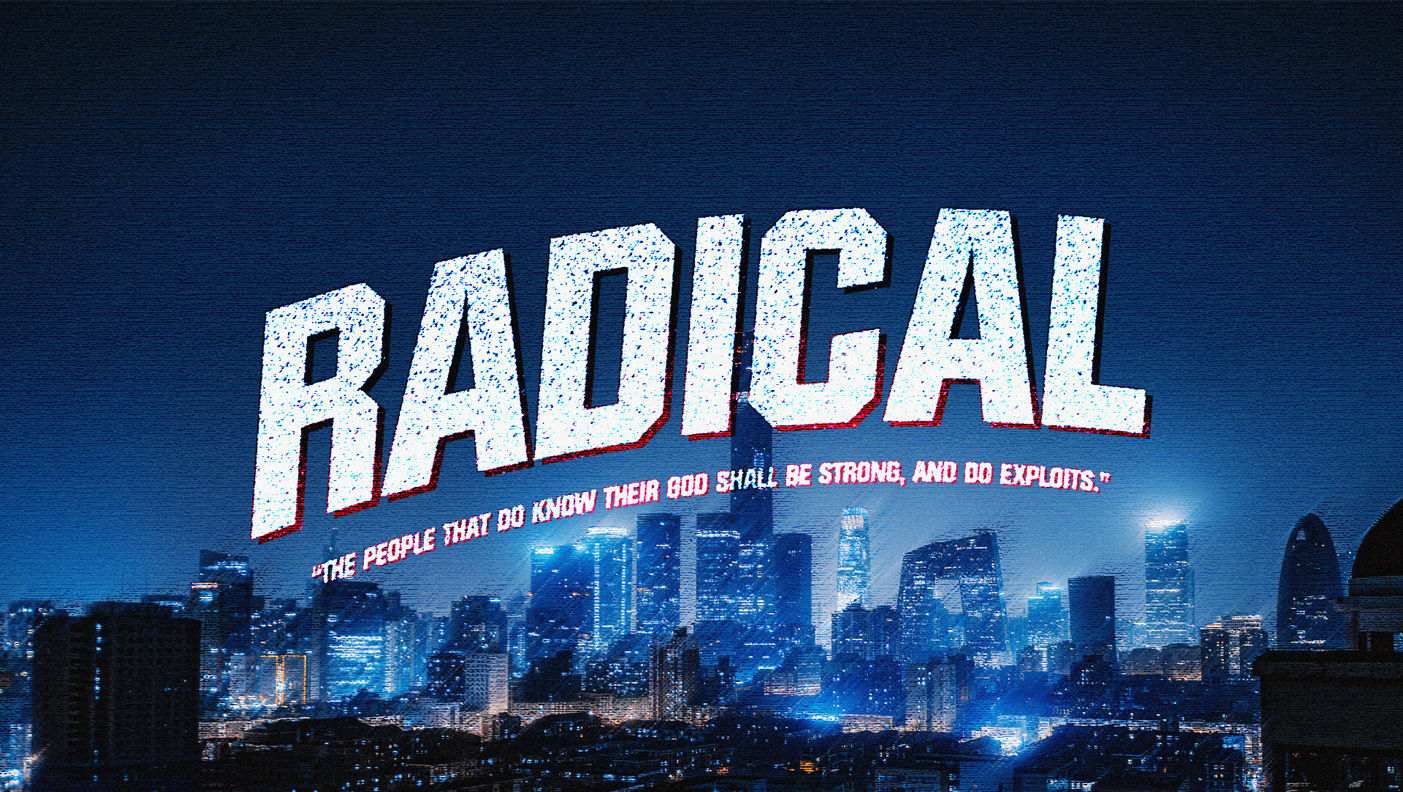 RADICAL
“THE PEOPLE THAT DO KNOW THEIR GOD SHALL BE STRONG, AND DO EXPLOITS.”